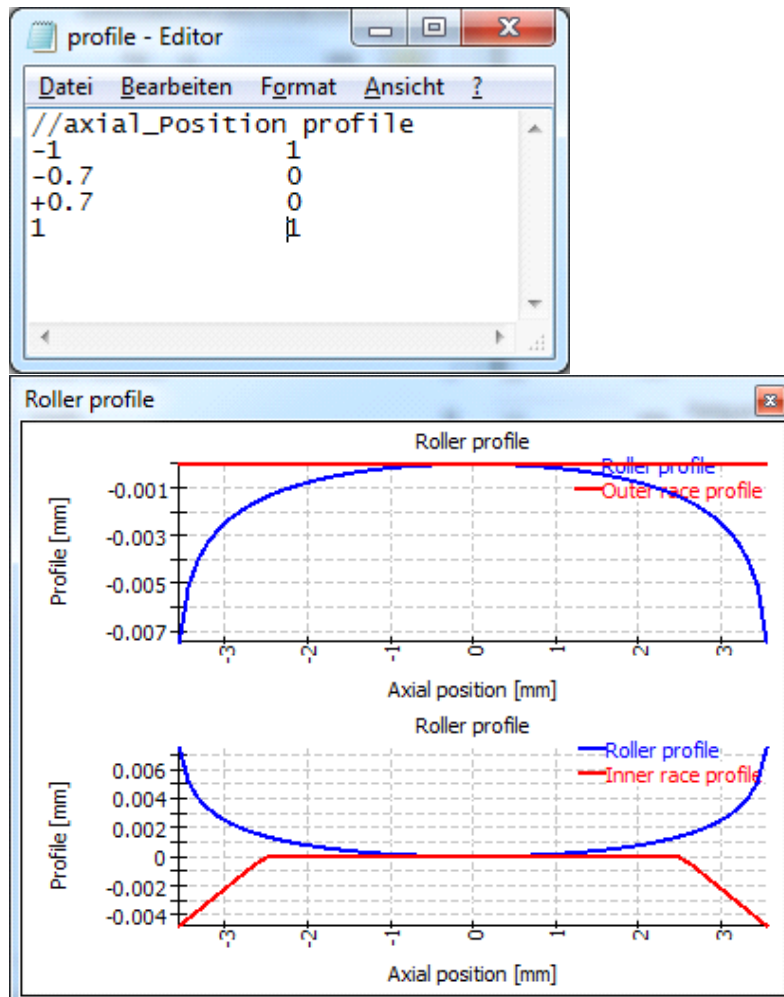 profile - Editor
Datei Bearbeiten Format Ansicht ?
//axial_Position profile
-1 1
-0.7 0
+0.7 0
1 1
Roller profile
Roller profile
Roller profile
Outer race profile
-0.001
-0.003
-0.005
-0.007
Profile [mm]
-3 -2 -1 0 1 2 3
Axial position [mm]
Roller profile
Roller profile
Inner race profile
0.006
0.004
0.002
0
-0.002
-0.004
Profile [mm]
-3 -2 -1 0 1 2 3
Axial position [mm]